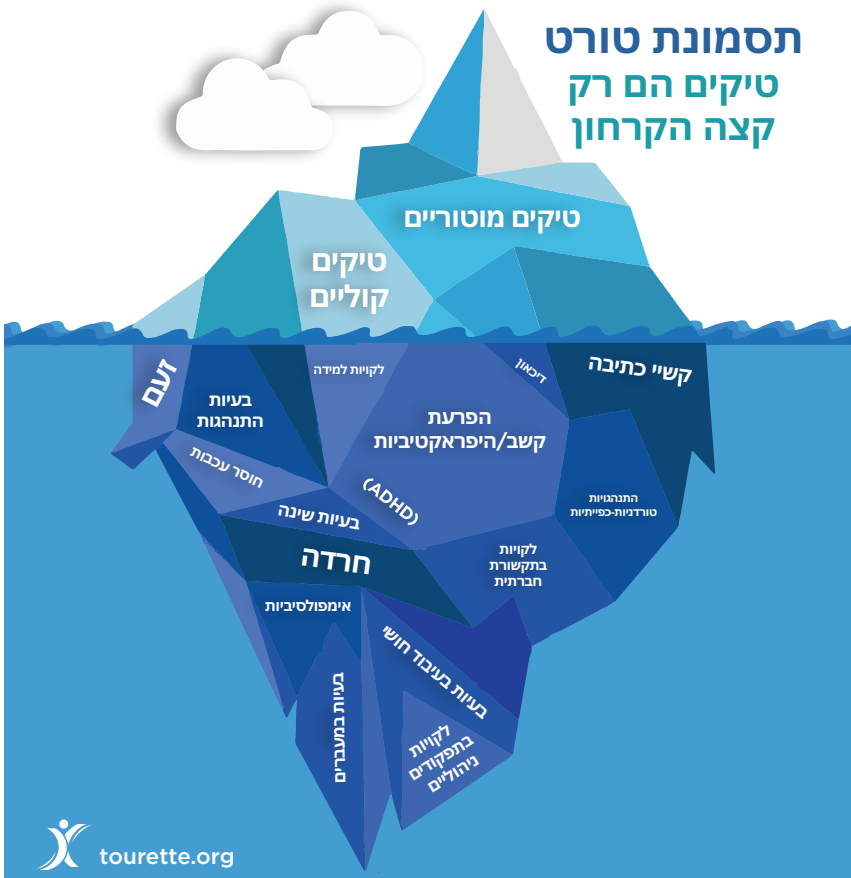 תסמונת טורט
טיקים הם רק
קצה הקרחון
טיקים מוטוריים
טיקים
קוליים
קשיי כתיבה
דיכאון
לקויות למידה
זעם
בעיות
התנהגות
הפרעת
קשב/היפראקטיביות
(ADHD)
חוסר עכבות
התנהגויות
טורדניות-כפייתיות
בעיות שינה
לקויות
בתקשורת
חברתית
חרדה
אימפולסיביות
בעיות בעיבוד חושי
בעיות במעברים
לקויות
בתפקודים
ניהוליים
tourette.org